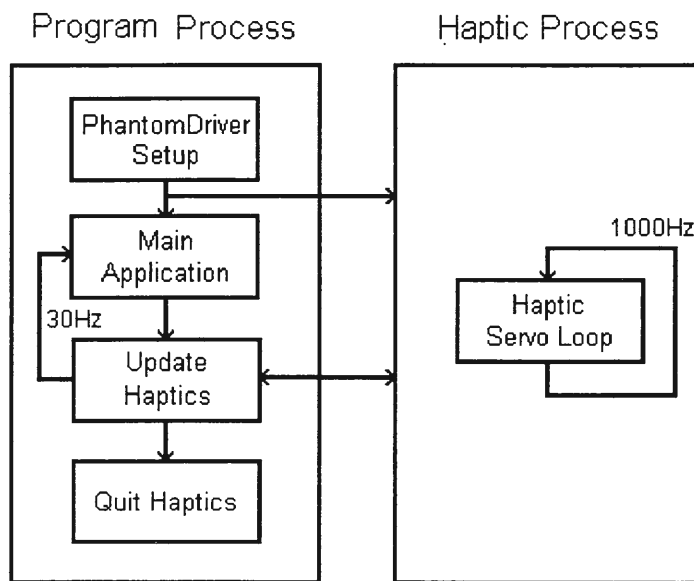 Program Process
Haptic Process
PhantomDriver
Setup
Main
Application
30Hz
Update
Haptics
Quit Haptics
1000Hz
Haptic
Servo Loop